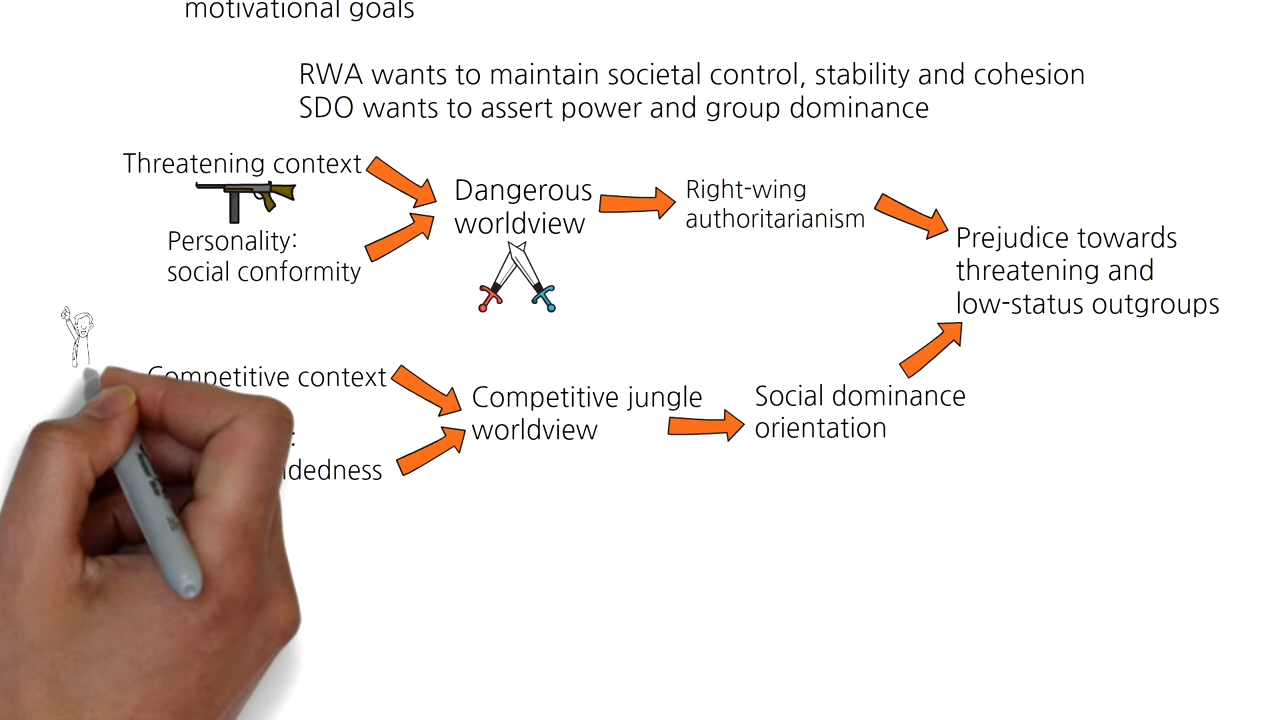 motivational goals
RWA wants to maintain societal control, stability and cohesion
SDO wants to assert power and group dominance
Threatening context
Personality:
social conformity
Dangerous
worldview
Right-wing
authoritarianism
Prejudice towards
threatening and
low-status outgroups
Competitive context
Competitive jungle
worldview
Social dominance
orientation